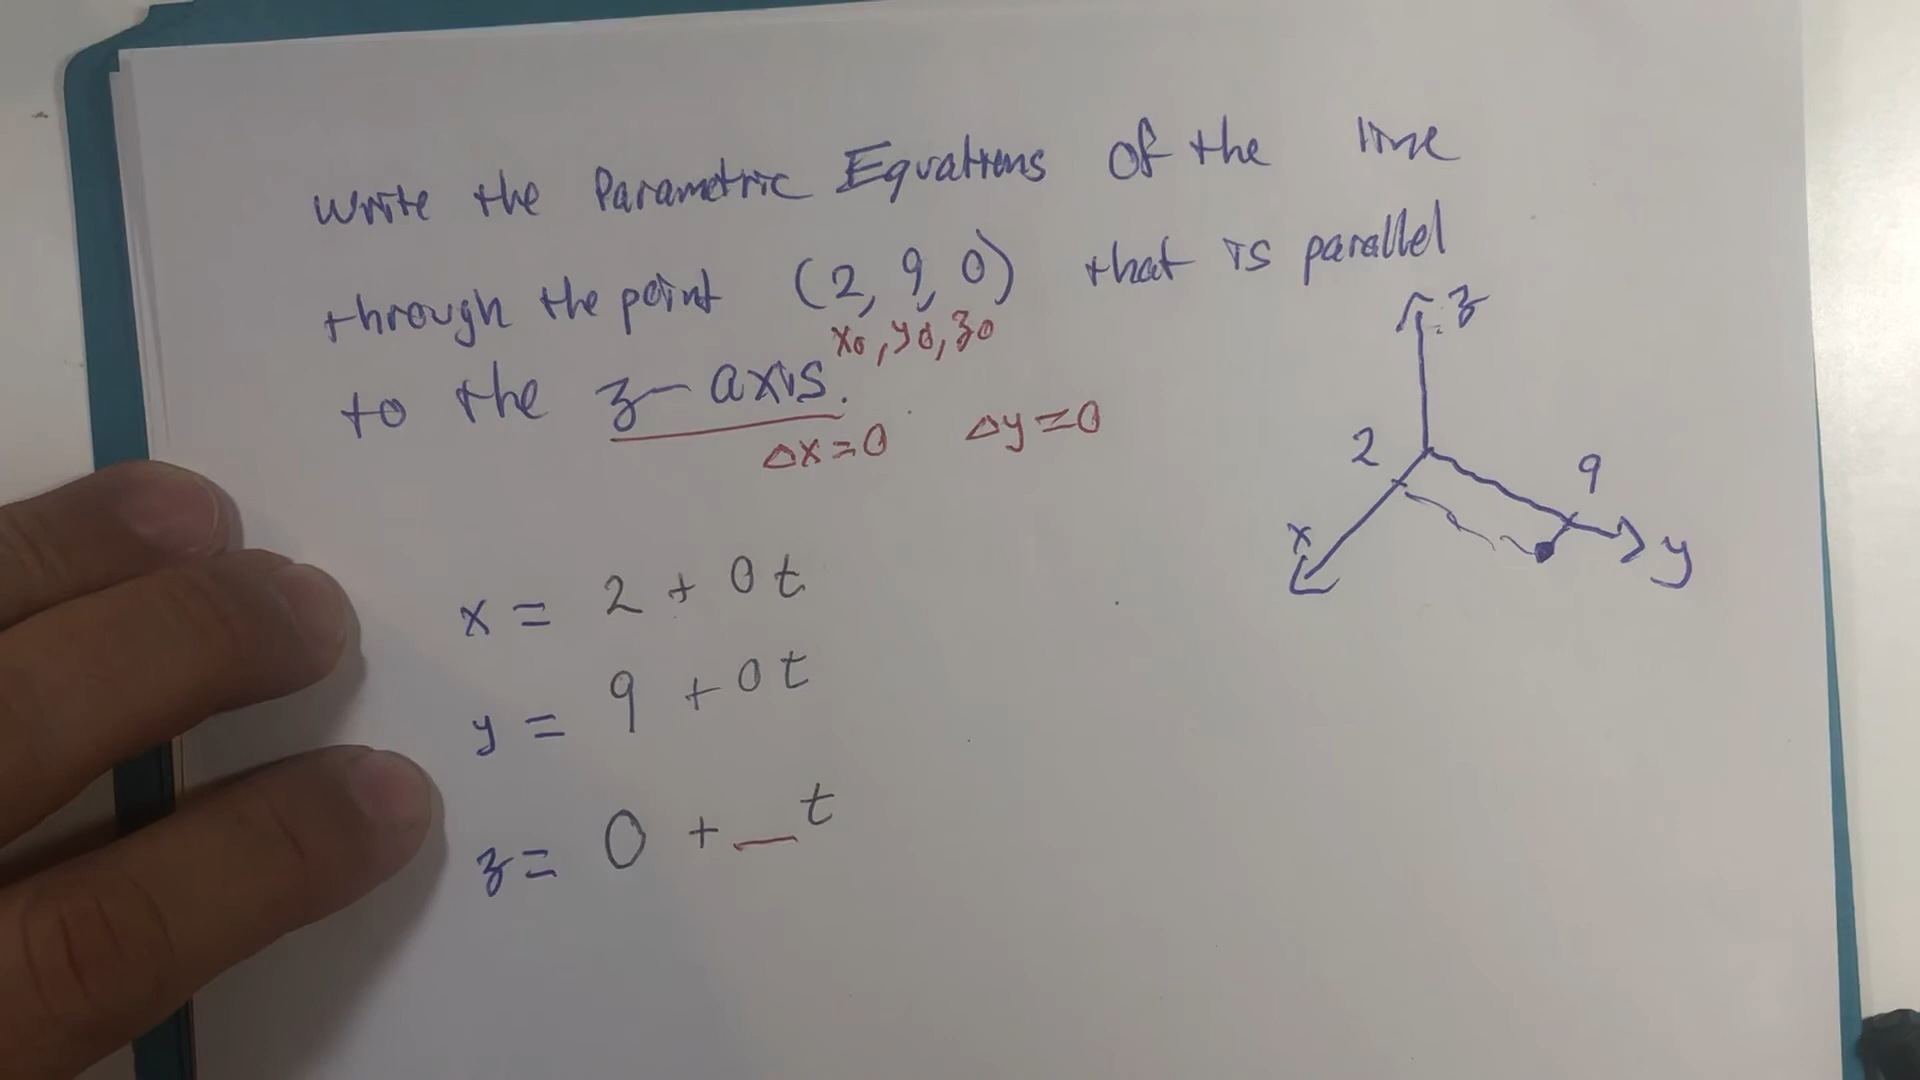 Write the Parametric Equations of the line
through the point (2, 9, 0) that is parallel
x0, y0, z0
to the z-axis.
Δx=0 Δy=0
z
2
9
x
y
x = 2 + 0t
y = 9 + 0t
z = 0 + __t